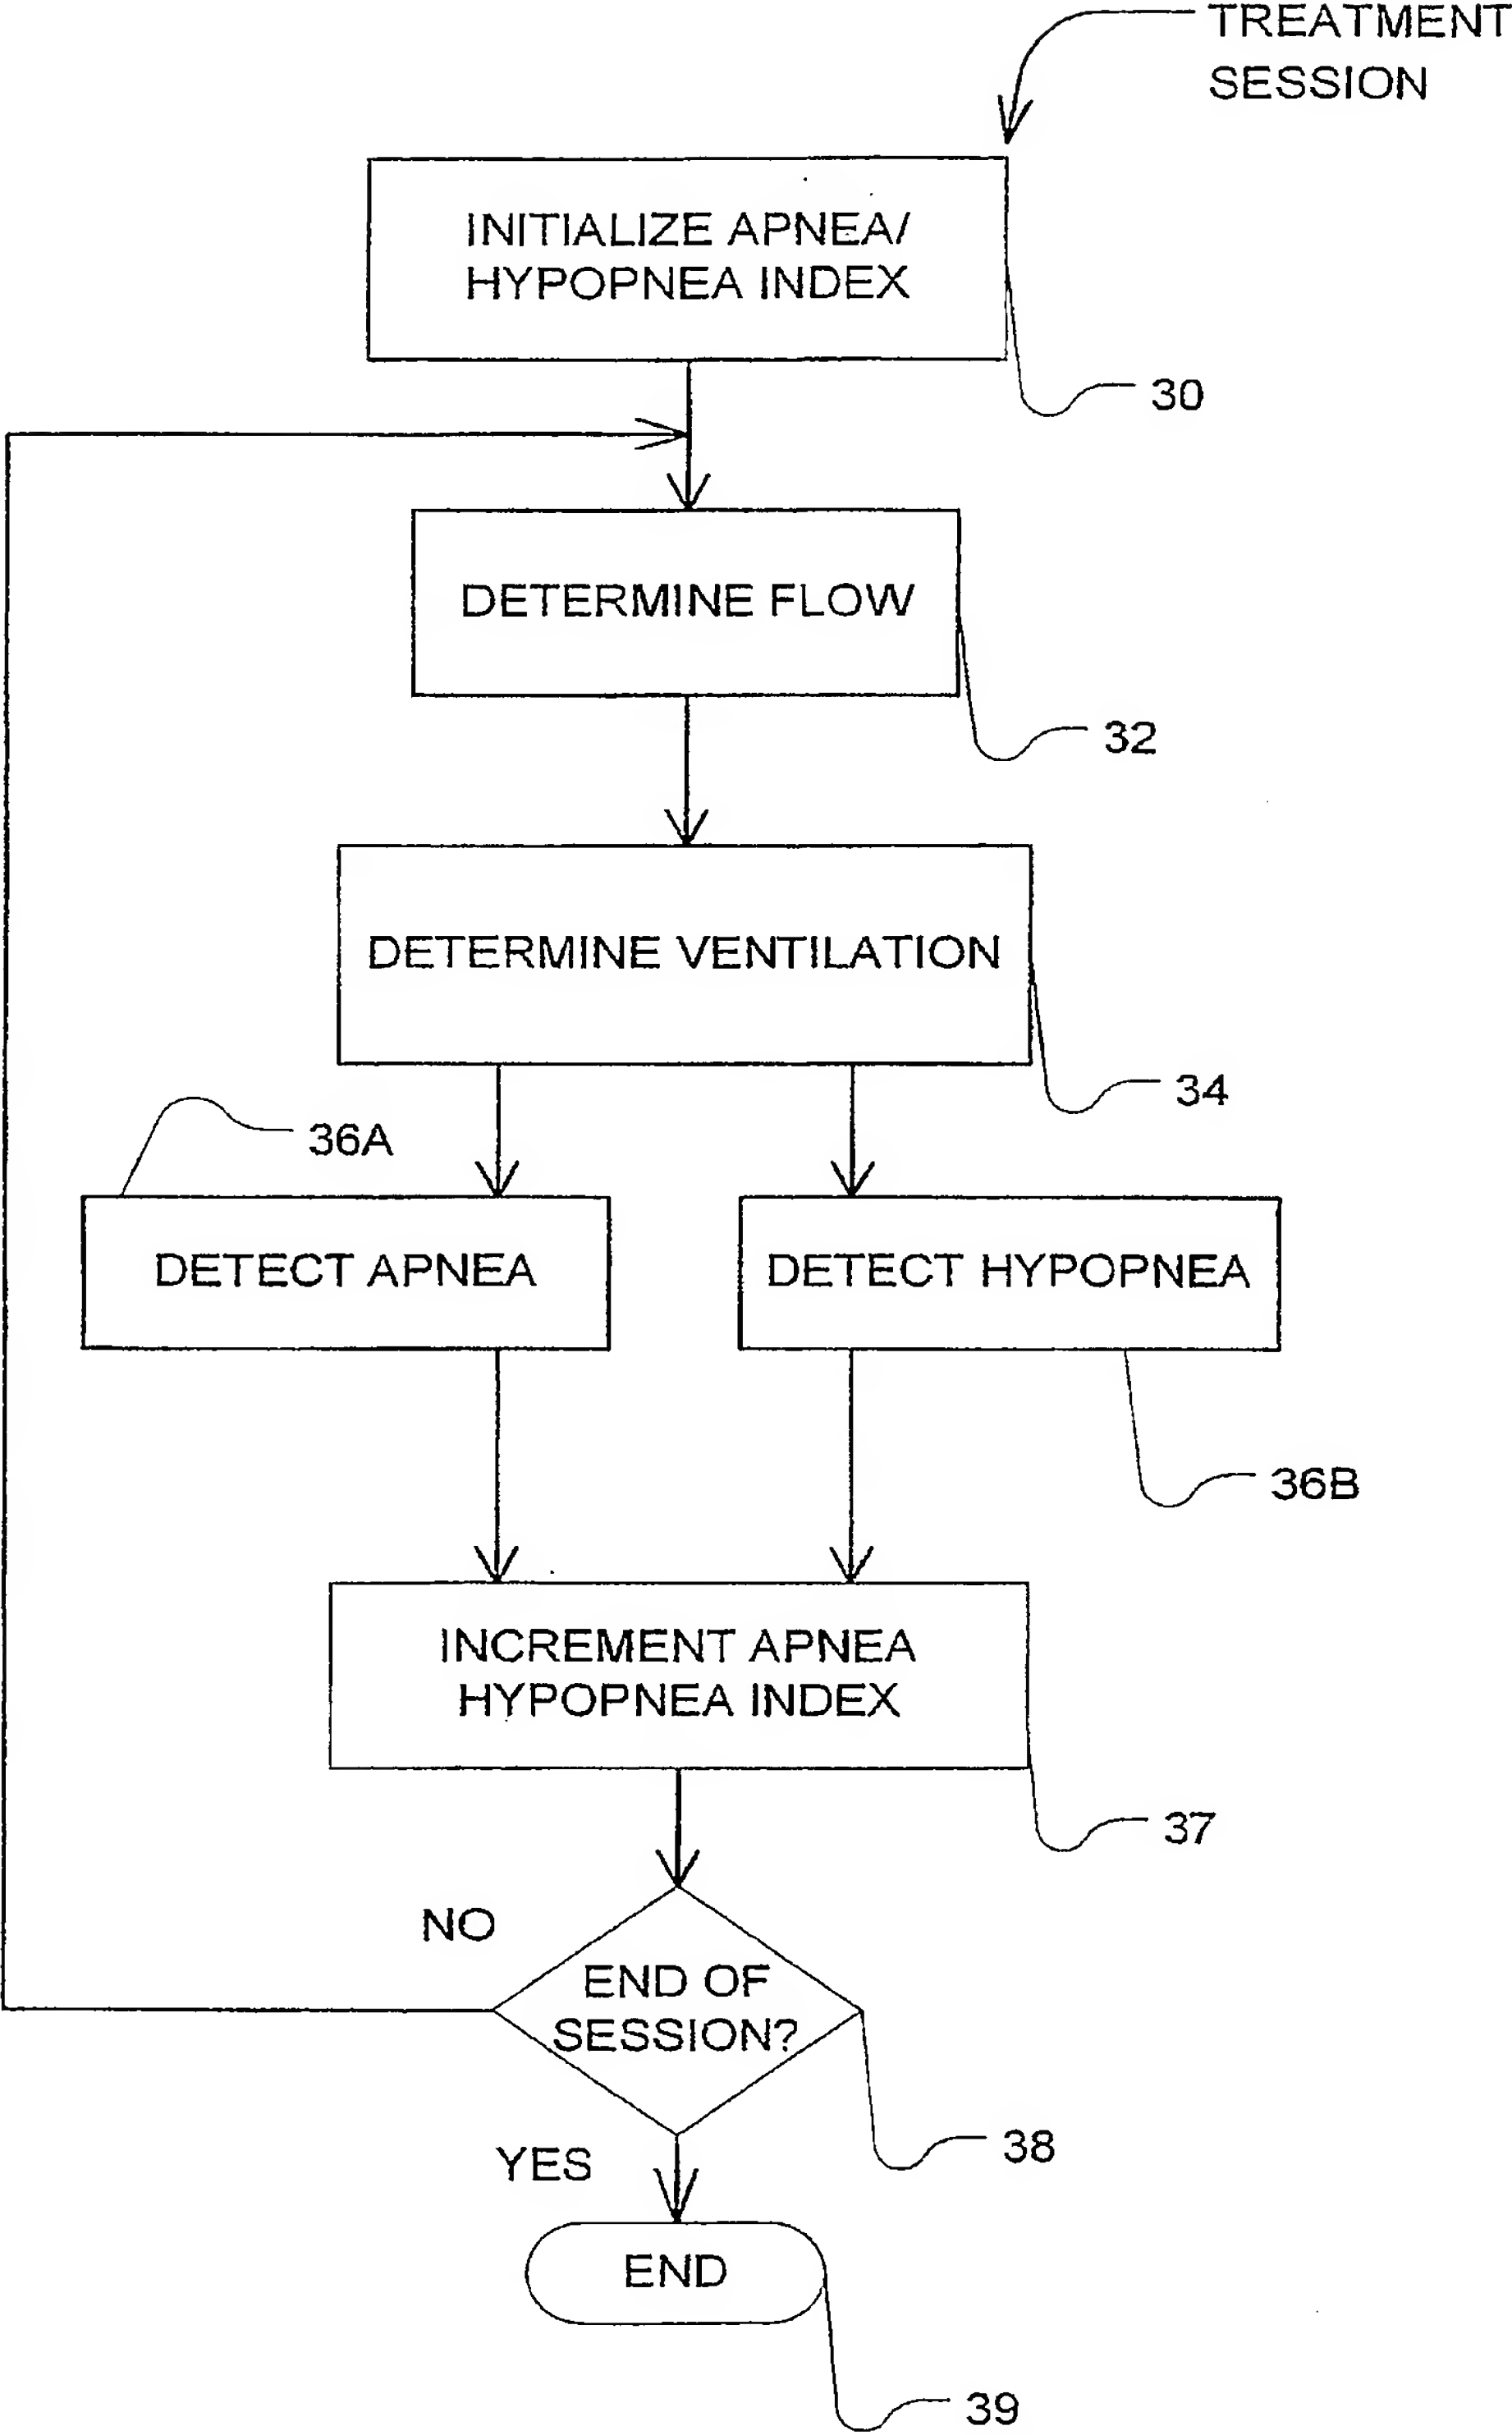 TREATMENT
SESSION
INITIALIZE APNEA/
HYPOPNEA INDEX
30
DETERMINE FLOW
32
DETERMINE VENTILATION
34
36A
DETECT APNEA
DETECT HYPOPNEA
36B
INCREMENT APNEA
HYPOPNEA INDEX
37
NO
END OF
SESSION?
38
YES
END
39